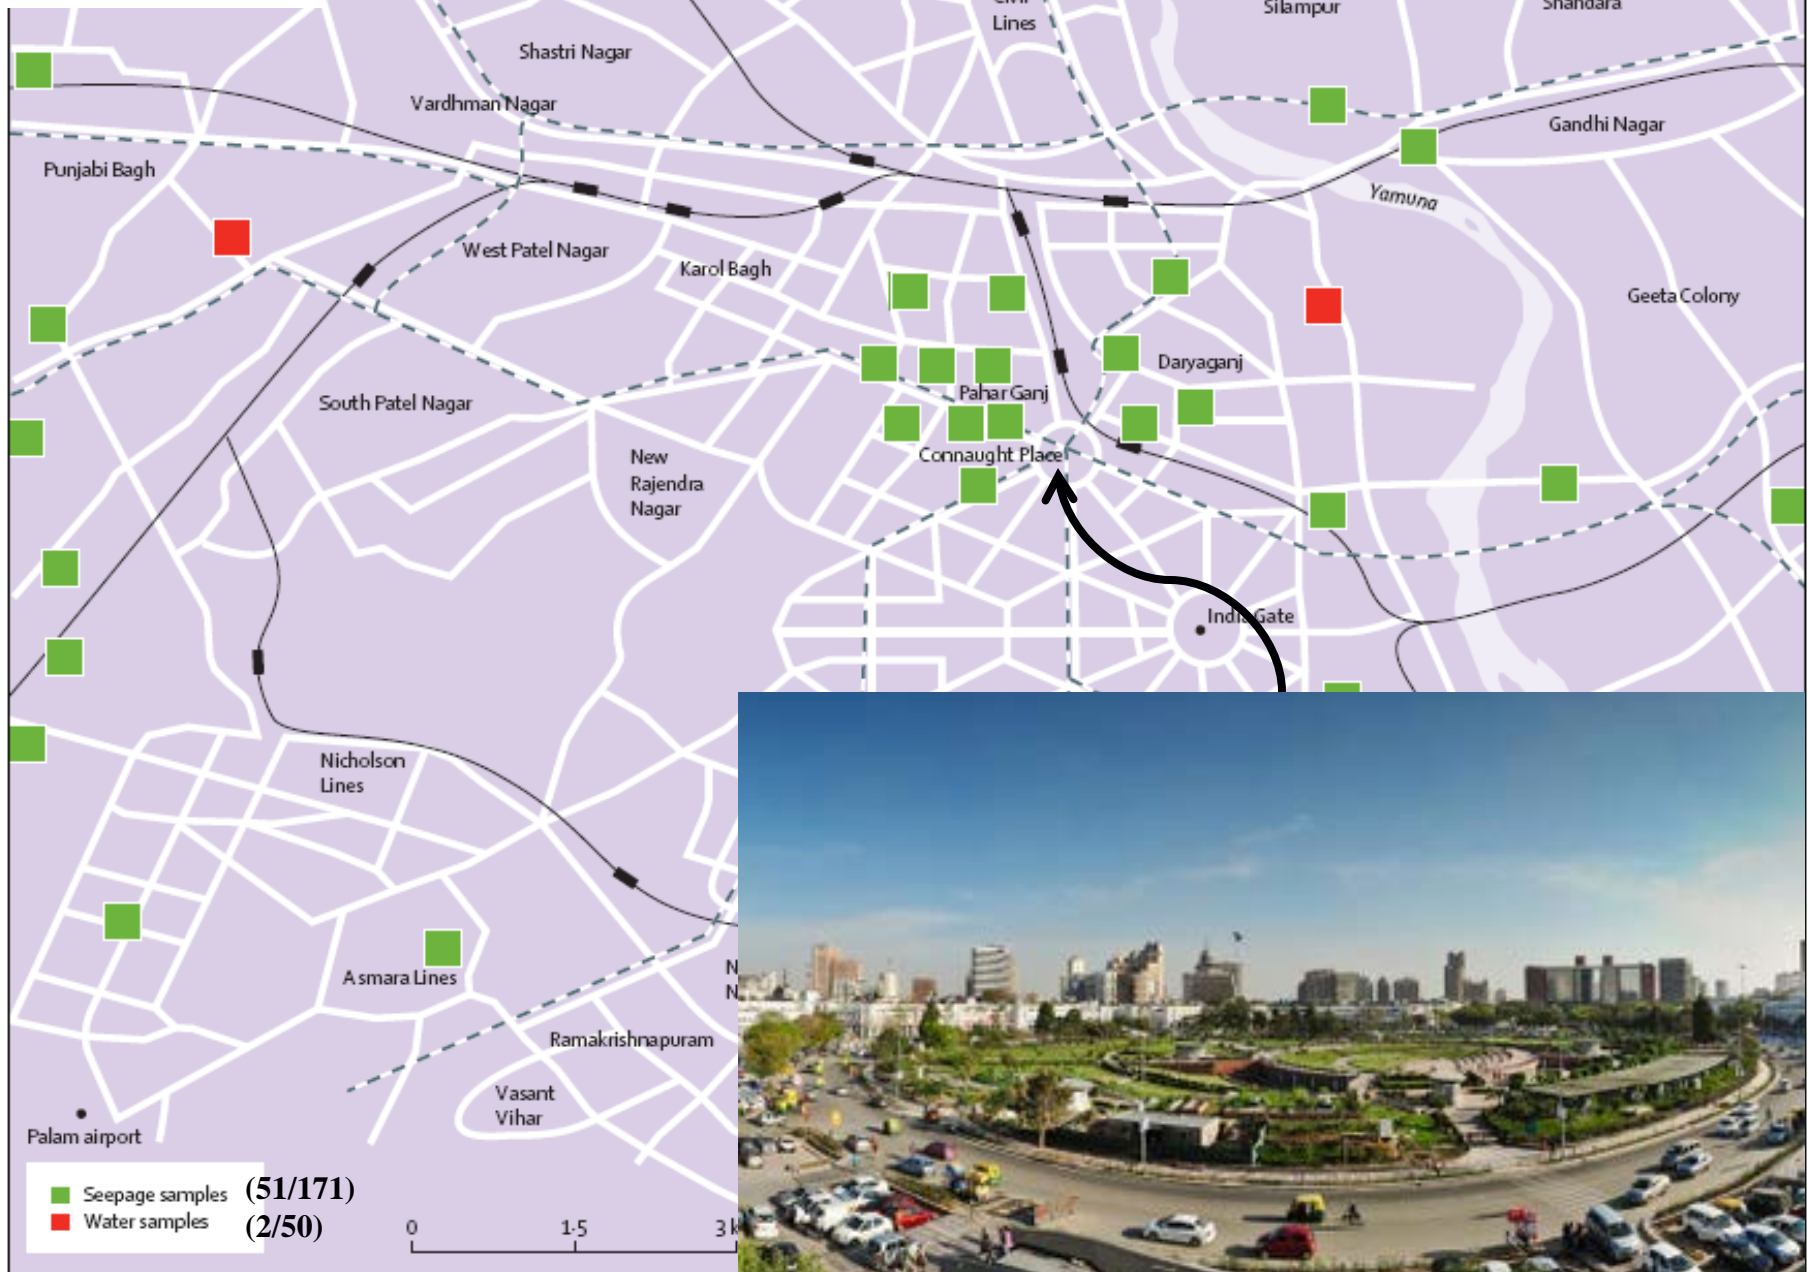 Lines
Silampur
Shahdara
Shastri Nagar
Vardhman Nagar
Gandhi Nagar
Punjabi Bagh
Yamuna
West Patel Nagar
Karol Bagh
Geeta Colony
Daryaganj
Pahar Ganj
South Patel Nagar
Connaught Place
New
Rajendra
Nagar
India Gate
Nicholson
Lines
Asmara Lines
N
N
Ramakrishnapuram
Vasant
Vihar
Palam airport
Seepage samples (51/171)
Water samples (2/50)
0 1·5 3 k